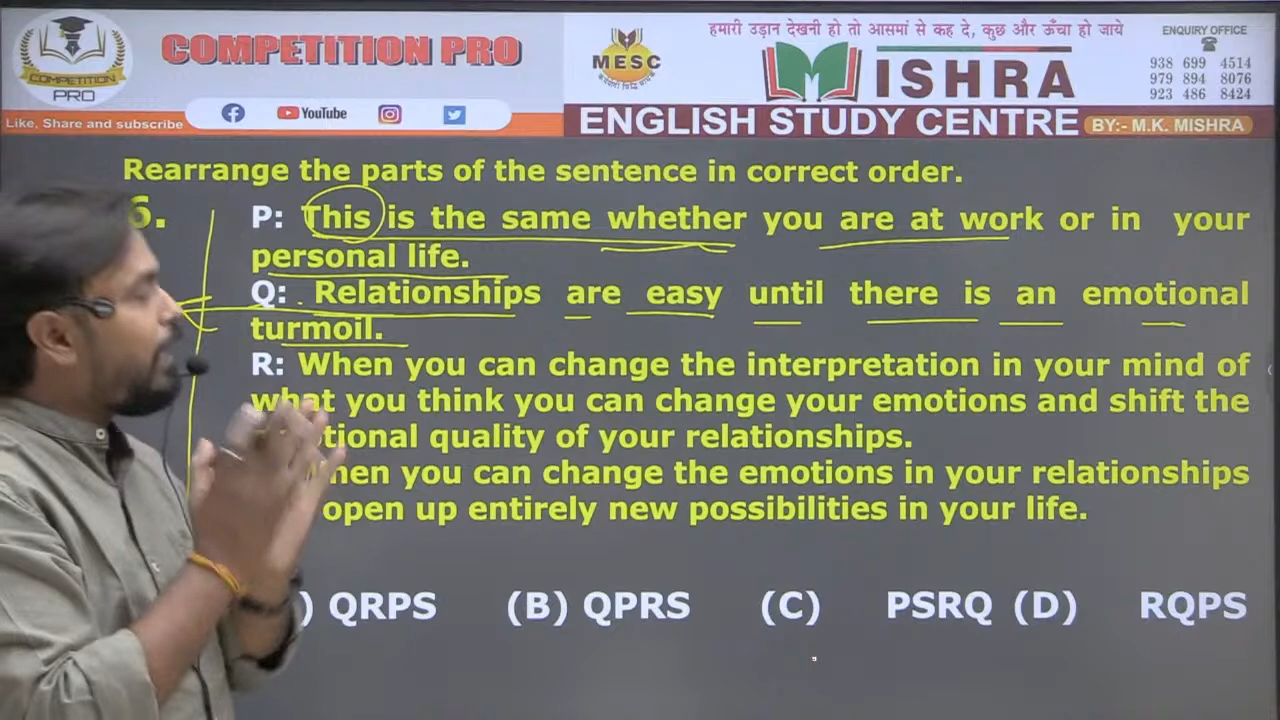 COMPETITION PRO
COMPETITION
PRO
Like, Share and subscribe
YouTube
MESC
हमारी उड़ान देखनी हो तो आसमां से कह दे, कुछ और ऊँचा हो जाये
MISHRA
ENGLISH STUDY CENTRE
BY:- M.K. MISHRA
ENQUIRY OFFICE
938 699 4514
979 894 8076
923 486 8424
Rearrange the parts of the sentence in correct order.
6. P: This is the same whether you are at work or in your
personal life.
Q: Relationships are easy until there is an emotional
turmoil.
R: When you can change the interpretation in your mind of
what you think you can change your emotions and shift the
quality of your relationships.
you can change the emotions in your relationships
open up entirely new possibilities in your life.
QRPS (B) QPRS (C) PSRQ (D) RQPS